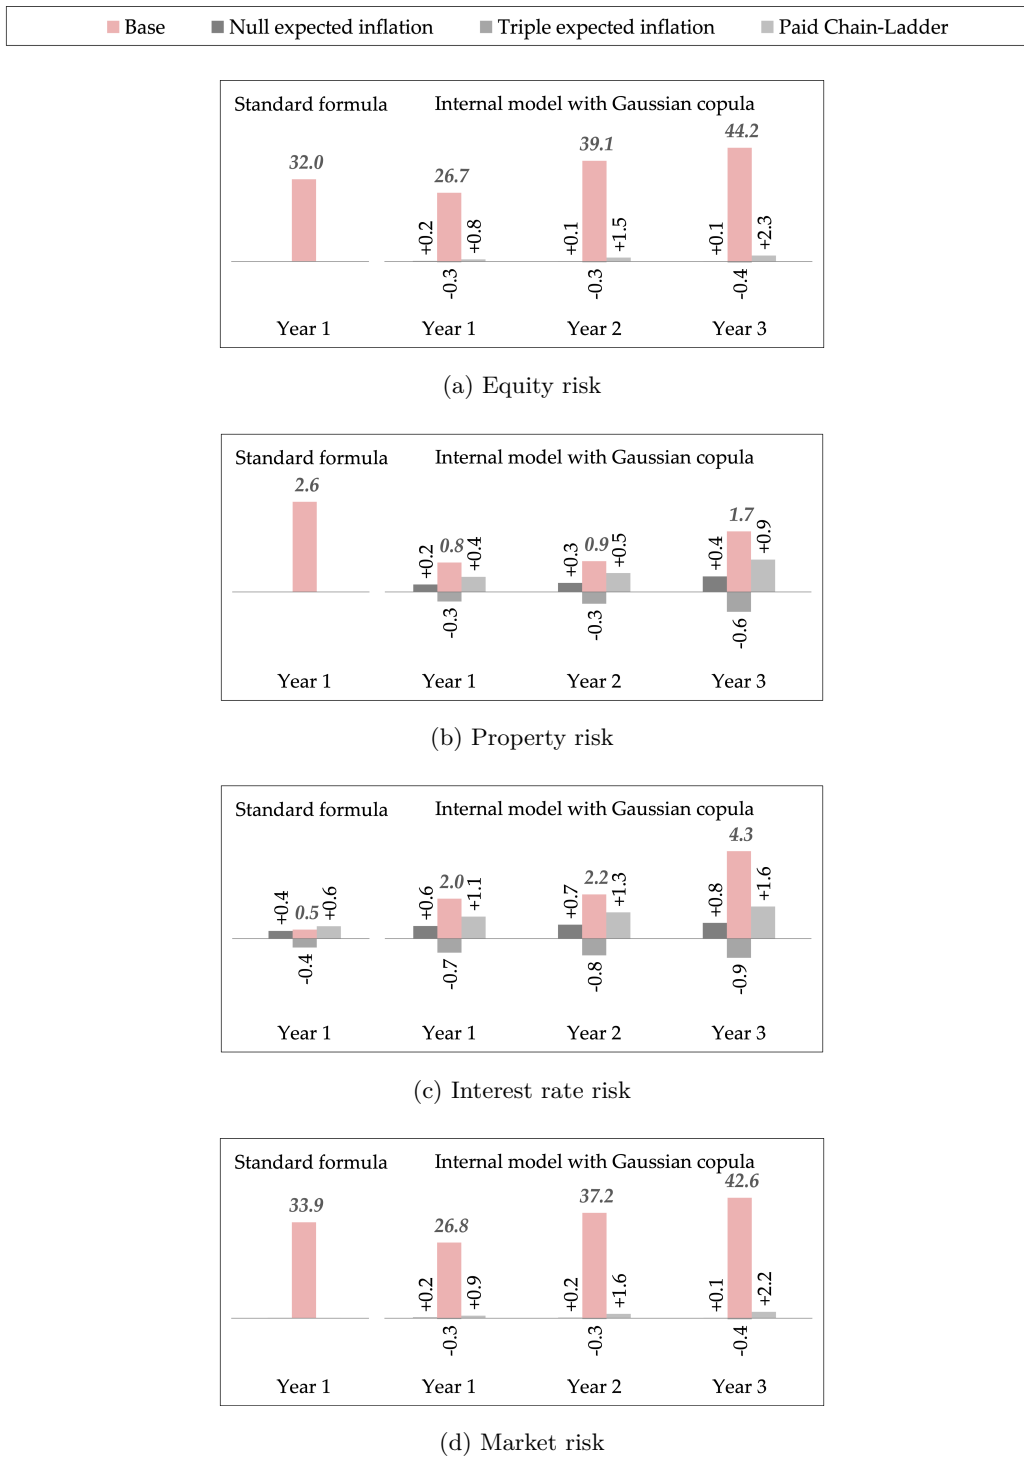 Base Null expected inflation Triple expected inflation Paid Chain-Ladder
Standard formula Internal model with Gaussian copula
32.0 26.7 39.1 44.2
+0.2 +0.8 +0.1 +1.5 +0.1 +2.3
-0.3 -0.3 -0.4
Year 1 Year 1 Year 2 Year 3
(a) Equity risk
Standard formula Internal model with Gaussian copula
2.6 0.8 0.9 1.7
+0.2 +0.4 +0.3 +0.5 +0.4 +0.9
-0.3 -0.3 -0.6
Year 1 Year 1 Year 2 Year 3
(b) Property risk
Standard formula Internal model with Gaussian copula
0.5 2.0 2.2 4.3
+0.4 +0.6 +0.6 +1.1 +0.7 +1.3 +0.8 +1.6
-0.4 -0.7 -0.8 -0.9
Year 1 Year 1 Year 2 Year 3
(c) Interest rate risk
Standard formula Internal model with Gaussian copula
33.9 26.8 37.2 42.6
+0.2 +0.9 +0.2 +1.6 +0.1 +2.2
-0.3 -0.3 -0.4
Year 1 Year 1 Year 2 Year 3
(d) Market risk